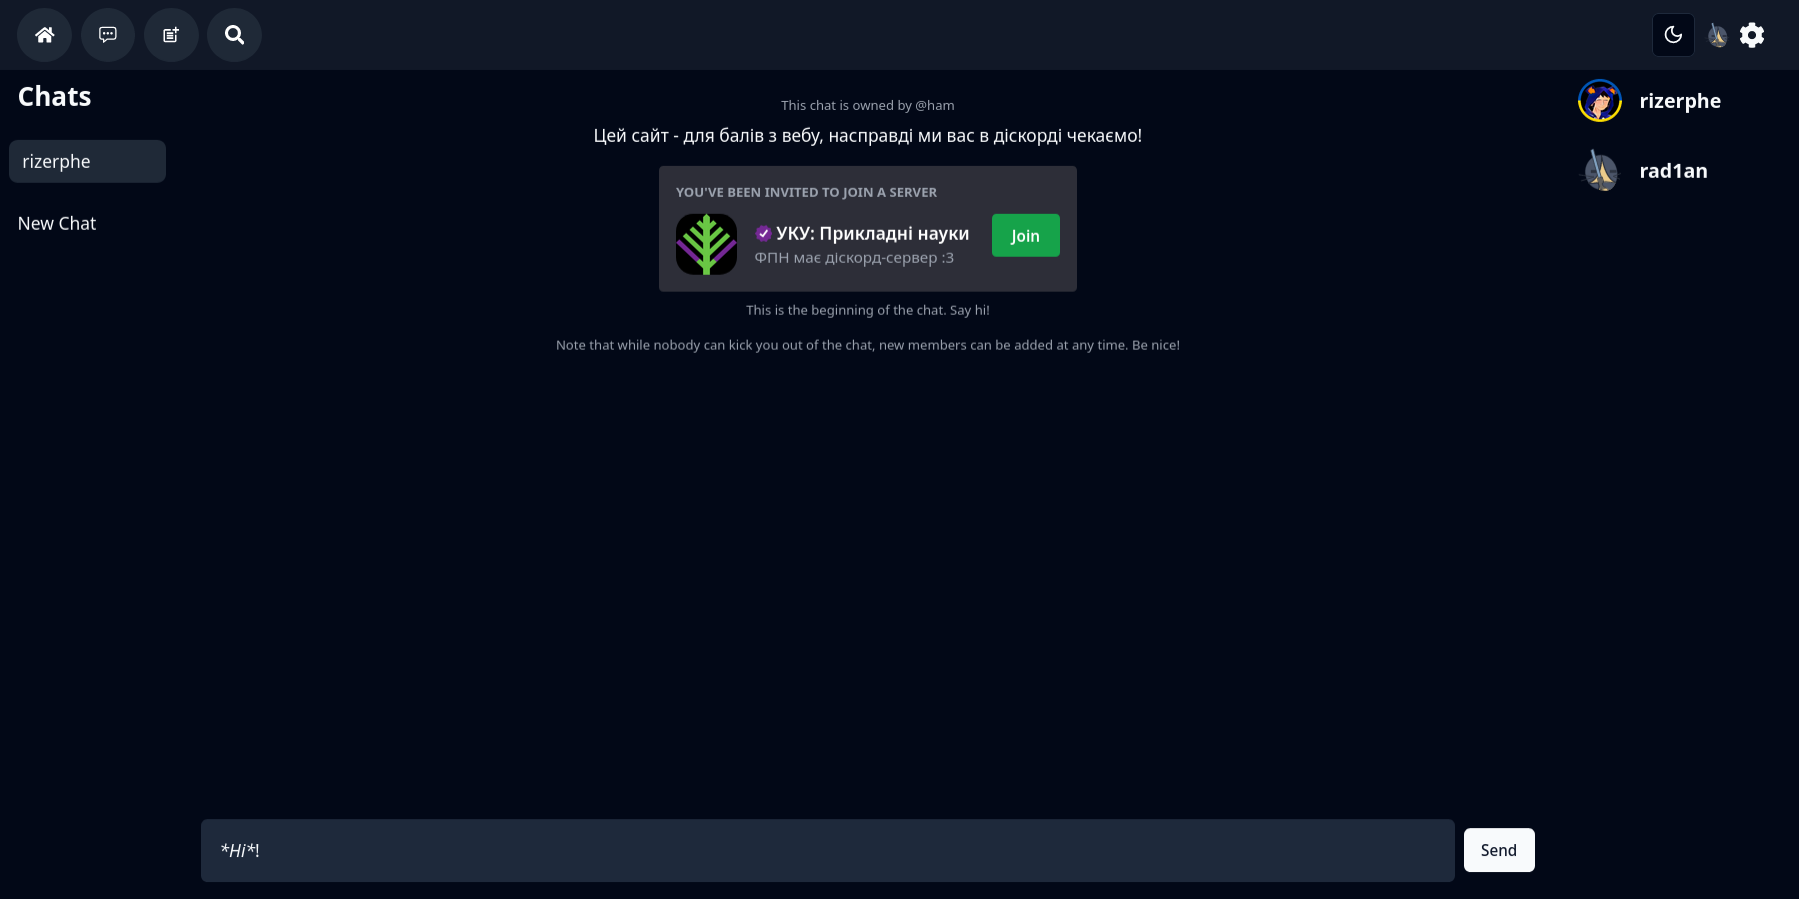 Chats
rizerphe
New Chat
This chat is owned by @ham
Цей сайт - для балів з вебу, насправді ми вас в діскорді чекаємо!
YOU'VE BEEN INVITED TO JOIN A SERVER
УКУ: Прикладні науки
ФПН має діскорд-сервер :3
Join
This is the beginning of the chat. Say hi!
Note that while nobody can kick you out of the chat, new members can be added at any time. Be nice!
*Hi*!
Send
rizerphe
rad1an